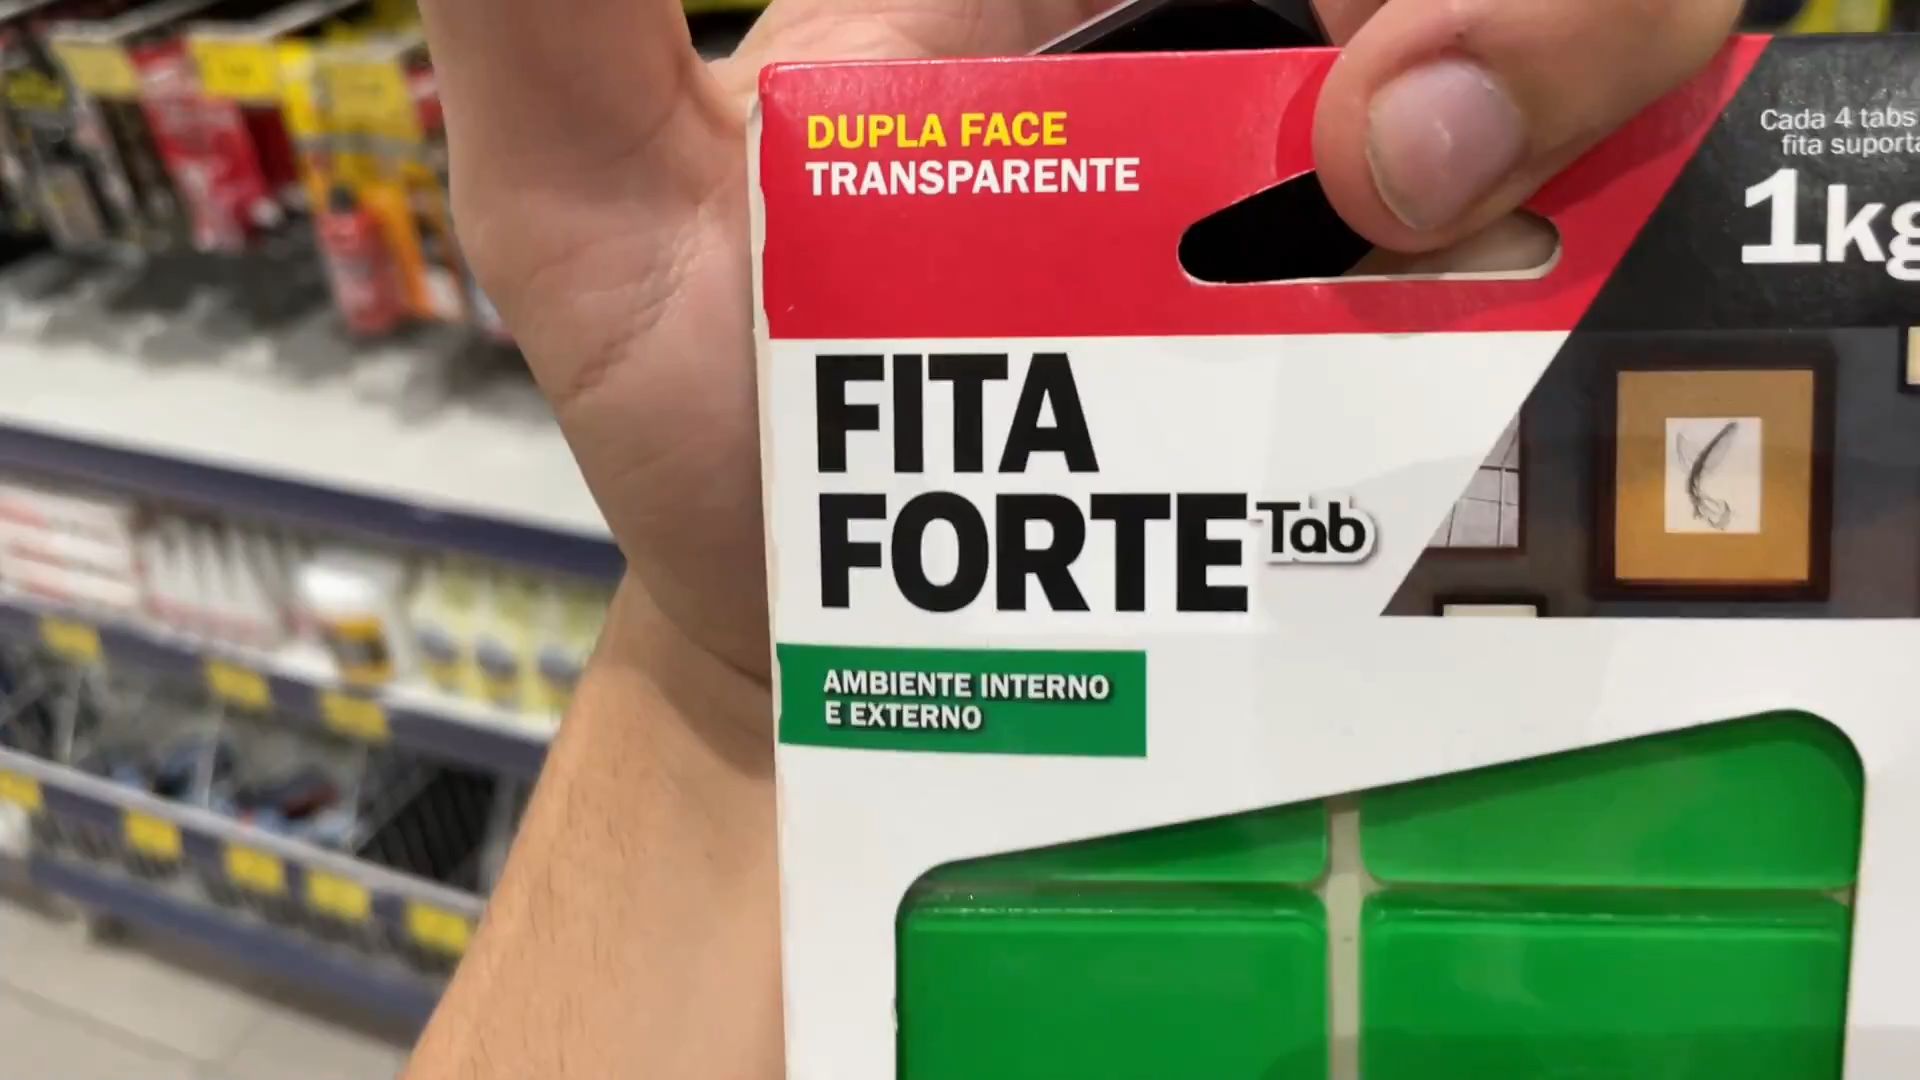 DUPLA FACE
TRANSPARENTE
Cada 4 tabs
fita suporta
1kg
FITA
FORTE Tab
AMBIENTE INTERNO
E EXTERNO